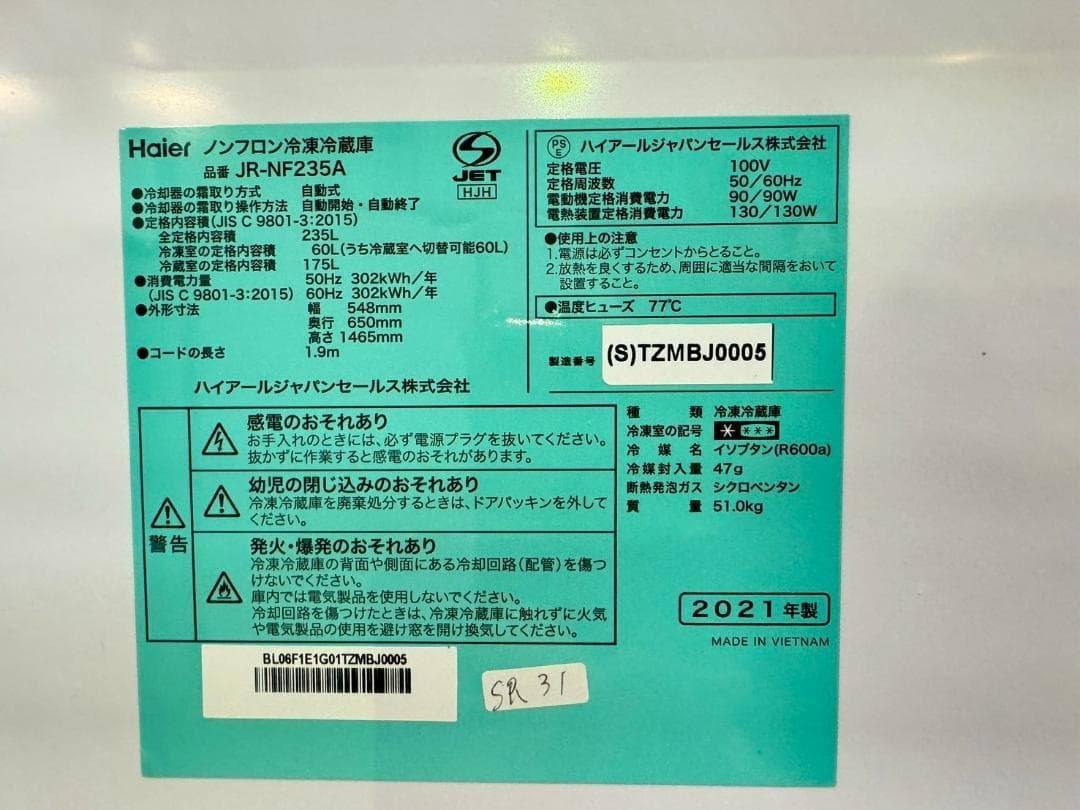 Haier ノンフロン冷凍冷蔵庫
品番 JR-NF235A
S
JET
HJH
●冷却器の霜取り方式 自動式
●冷却器の霜取り操作方法 自動開始・自動終了
●定格内容積(JIS C 9801-3:2015)
全定格内容積 235L
冷凍室の定格内容積 60L(うち冷蔵室へ切替可能60L)
冷蔵室の定格内容積 175L
●消費電力量 50Hz 302kWh/年
(JIS C 9801-3:2015) 60Hz 302kWh/年
●外形寸法 幅 548mm
奥行 650mm
高さ 1465mm
●コードの長さ 1.9m
ハイアールジャパンセールス株式会社
PS
E
ハイアールジャパンセールス株式会社
定格電圧 100V
定格周波数 50/60Hz
電動機定格消費電力 90/90W
電熱装置定格消費電力 130/130W
●使用上の注意
1.電源は必ずコンセントからとること。
2.放熱を良くするため、周囲に適当な間隔をおいて
設置すること。
●温度ヒューズ 77℃
製造番号 (S)TZMBJ0005
警告
感電のおそれあり
お手入れのときには、必ず電源プラグを抜いてください。
抜かずに作業すると感電のおそれがあります。
幼児の閉じ込みのおそれあり
冷凍冷蔵庫を廃棄処分するときは、ドアパッキンを外して
ください。
発火・爆発のおそれあり
冷凍冷蔵庫の背面や側面にある冷却回路(配管)を傷つ
けないでください。
庫内では電気製品を使用しないでください。
冷却回路を傷つけたときは、冷凍冷蔵庫に触れずに火気
や電気製品の使用を避け窓を開け換気してください。
種類 冷凍冷蔵庫
冷凍室の記号 * ***
冷媒名 イソブタン(R600a)
冷媒封入量 47g
断熱発泡ガス シクロペンタン
質量 51.0kg
2021年製
MADE IN VIETNAM
BL06F1E1G01TZMBJ0005
SR 31